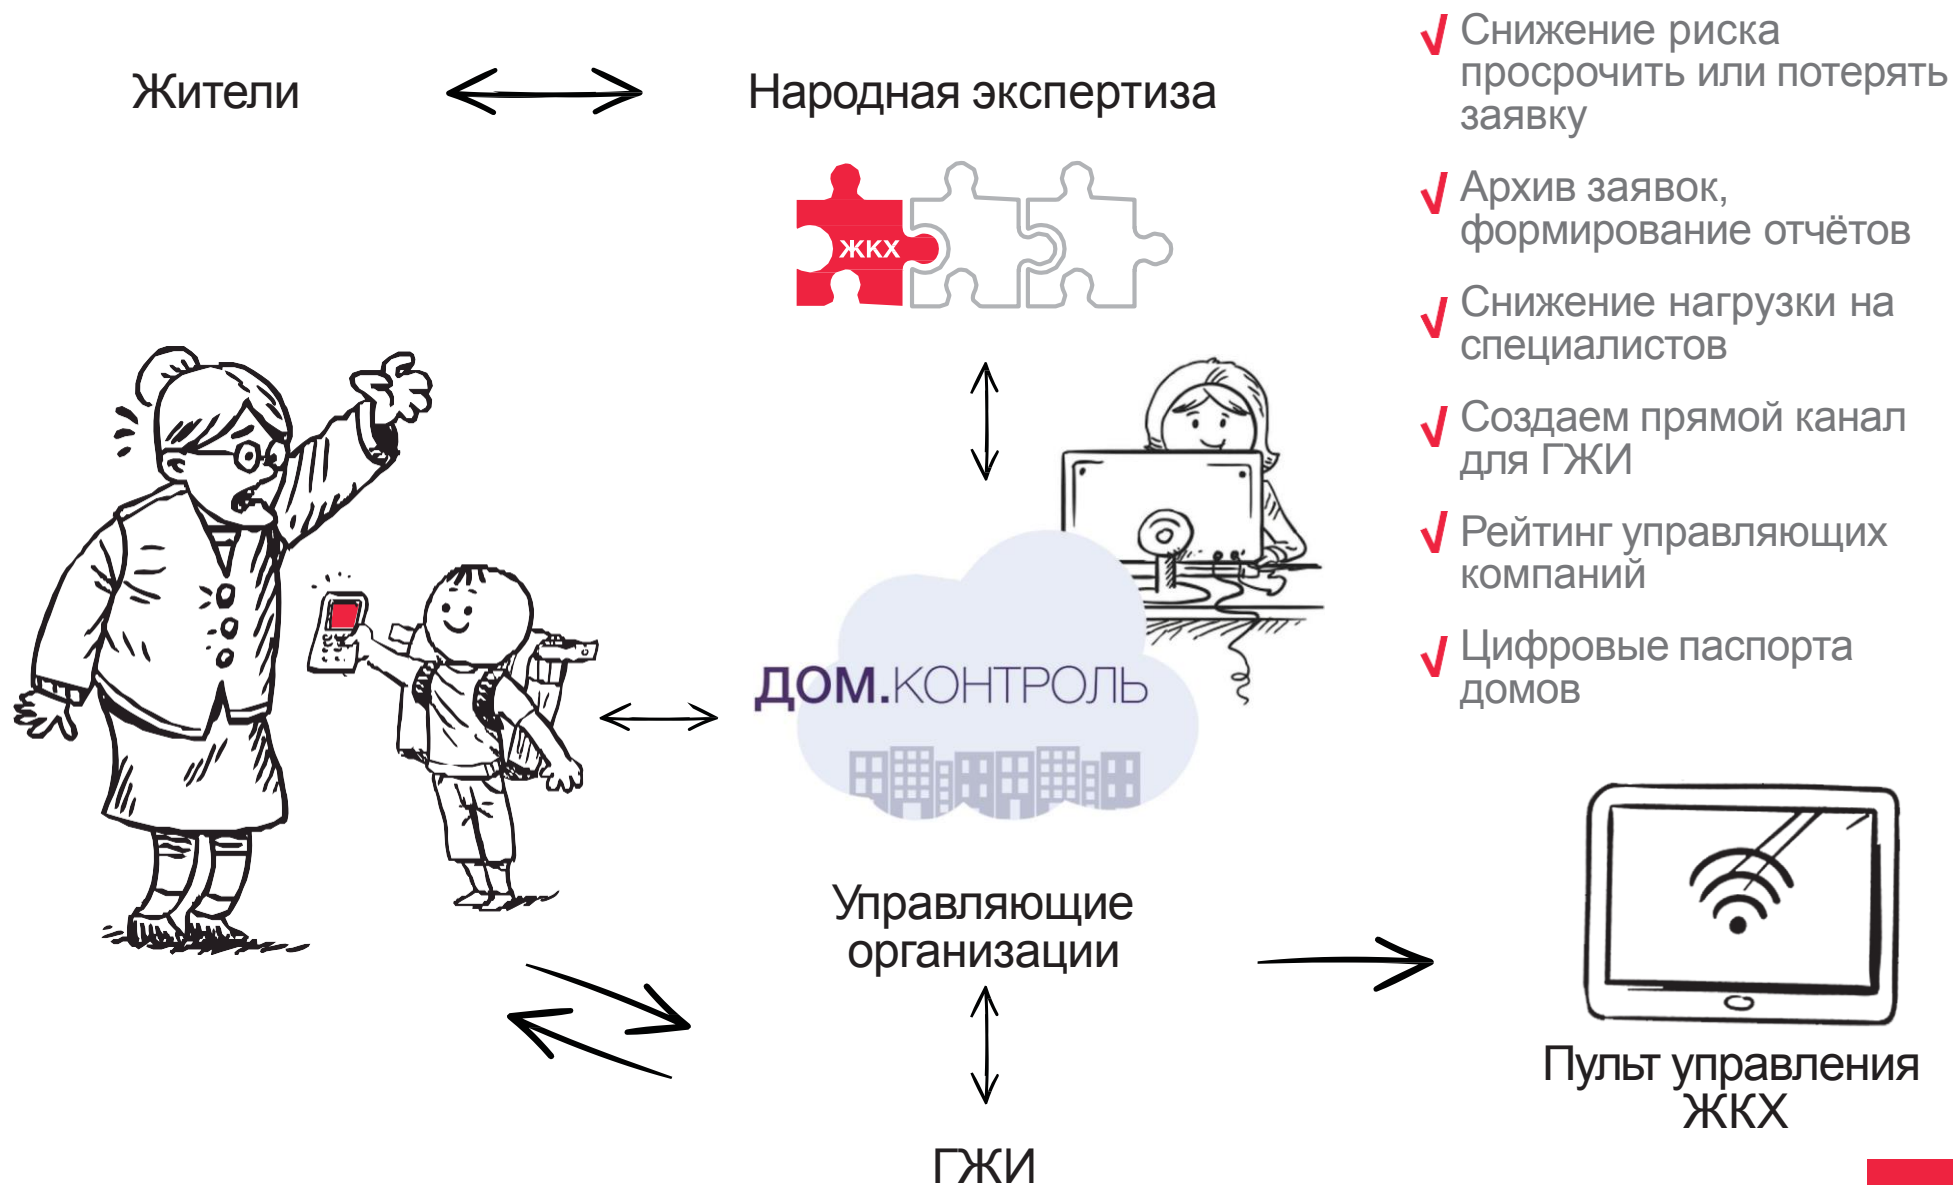 Жители
Народная экспертиза
ЖКХ
ДОМ.КОНТРОЛЬ
Управляющие
организации
ГЖИ
Снижение риска
просрочить или потерять
заявку
Архив заявок,
формирование отчётов
Снижение нагрузки на
специалистов
Создаем прямой канал
для ГЖИ
Рейтинг управляющих
компаний
Цифровые паспорта
домов
Пульт управления
ЖКХ